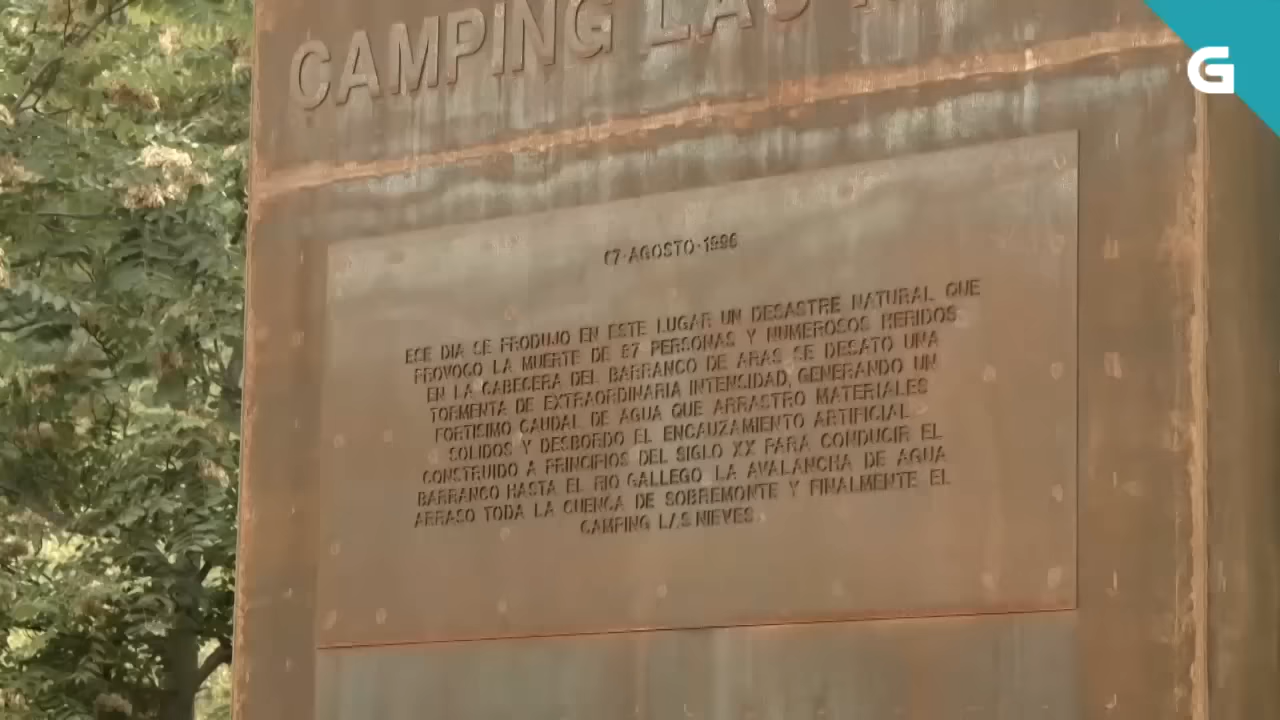 CAMPING LAS
G
07·AGOSTO·1996
ESE DIA SE PRODUJO EN ESTE LUGAR UN DESASTRE NATURAL QUE
PROVOCO LA MUERTE DE 87 PERSONAS Y NUMEROSOS HERIDOS
EN LA CABECERA DEL BARRANCO DE ARAS SE DESATO UNA
TORMENTA DE EXTRAORDINARIA INTENSIDAD, GENERANDO UN
FORTISIMO CAUDAL DE AGUA QUE ARRASTRO MATERIALES
SOLIDOS Y DESBORDO EL ENCAUZAMIENTO ARTIFICIAL
CONSTRUIDO A PRINCIPIOS DEL SIGLO XX PARA CONDUCIR EL
BARRANCO HASTA EL RIO GALLEGO. LA AVALANCHA DE AGUA
ARRASO TODA LA CUENCA DE SOBREMONTE Y FINALMENTE EL
CAMPING LAS NIEVES.